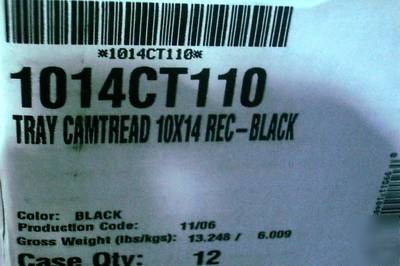 *1014CT110*
1014CT110
TRAY CAMTREAD 10X14 REC-BLACK
Color: BLACK
Production Code: 11/06
Gross Weight (lbs/kgs): 13.248 / 6.009
Case Qty: 12